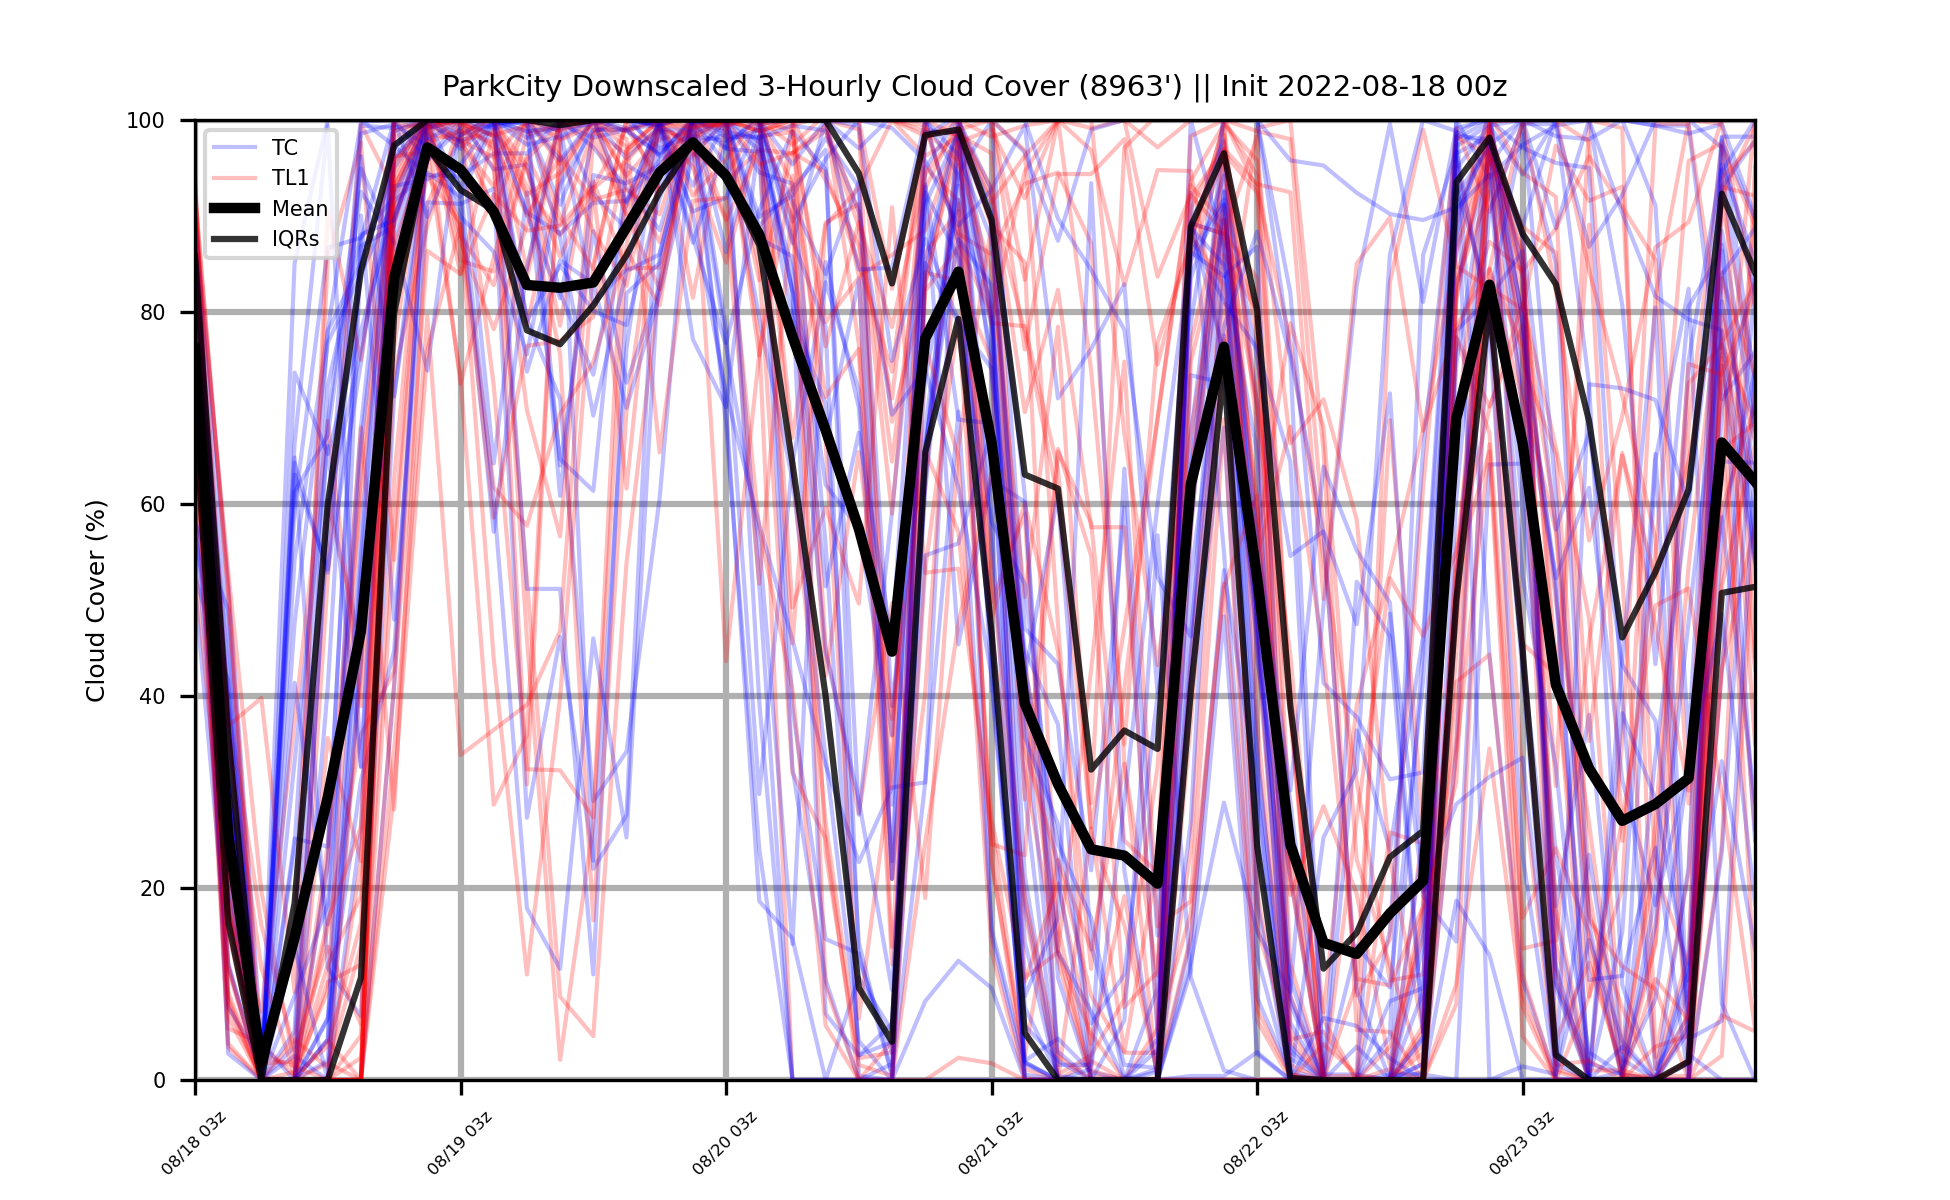 ParkCity Downscaled 3-Hourly Cloud Cover (8963') || Init 2022-08-18 00z
TC
TL1
Mean
IQRs
Cloud Cover (%)
100
80
60
40
20
0
08/18 03z
08/19 03z
08/20 03z
08/21 03z
08/22 03z
08/23 03z